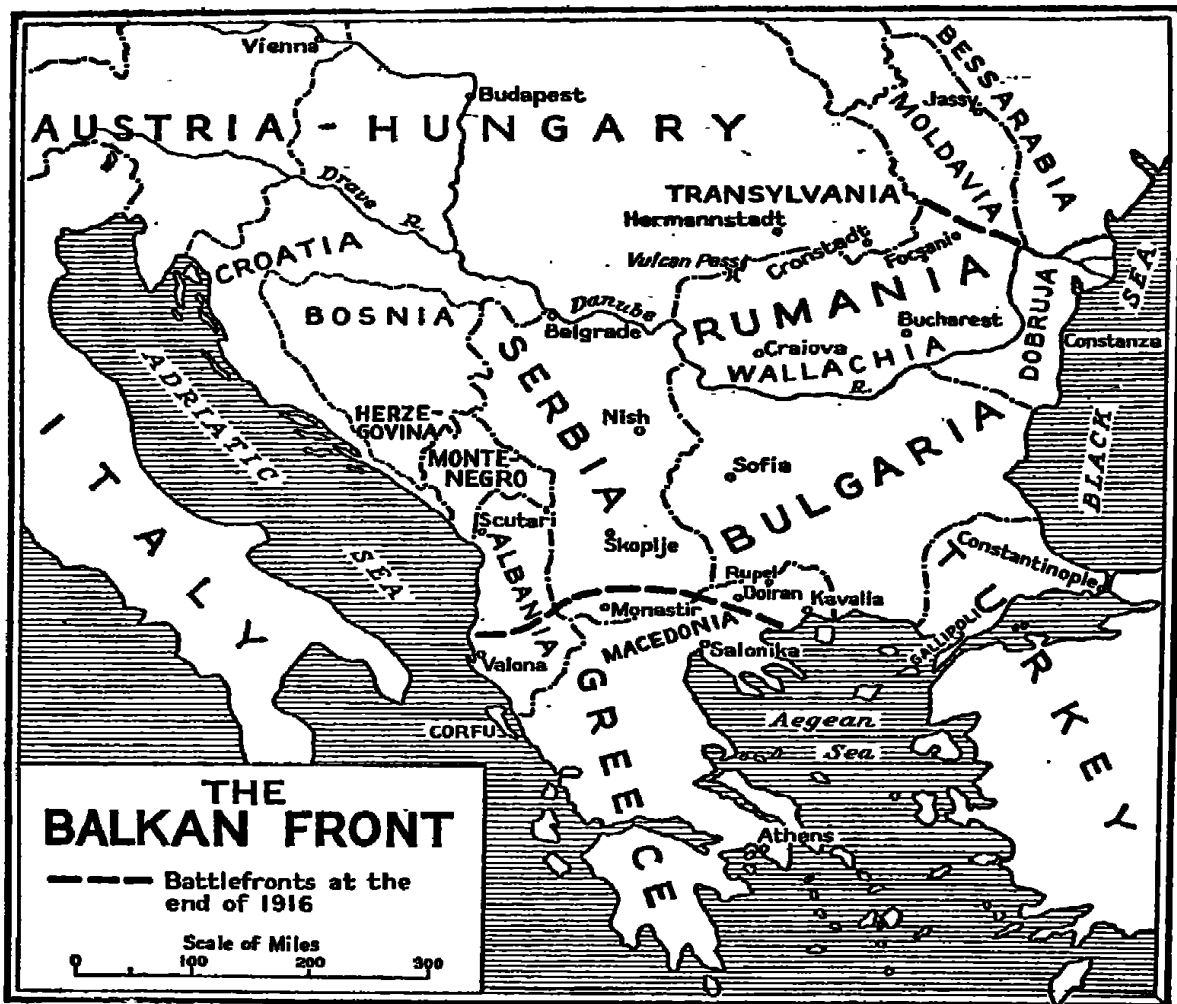 Vienna
Budapest
AUSTRIA-HUNGARY
BESSARABIA
Jassy
MOLDAVIA
Drave R.
TRANSYLVANIA
Hermannstadt
CROATIA
Vulcan Pass
Cronstadt
Focsani
BOSNIA
Danube
Belgrade
RUMANIA
Bucharest
Craiova
WALLACHIA
R.
DOBRUJA
Constanza
BLACK SEA
ADRIATIC SEA
SERBIA
HERZE-
GOVINA
MONTE-
NEGRO
Nish
Sofia
BULGARIA
ITALY
Scutari
ALBANIA
Skoplje
Constantinople
Rupel
Doiran
Kavalla
Monastir
MACEDONIA
Salonika
Valona
GALLIPOLI
TURKEY
GREECE
CORFU
Aegean
Sea
Athens
THE
BALKAN FRONT
Battlefronts at the
end of 1916
Scale of Miles
0 100 200 300